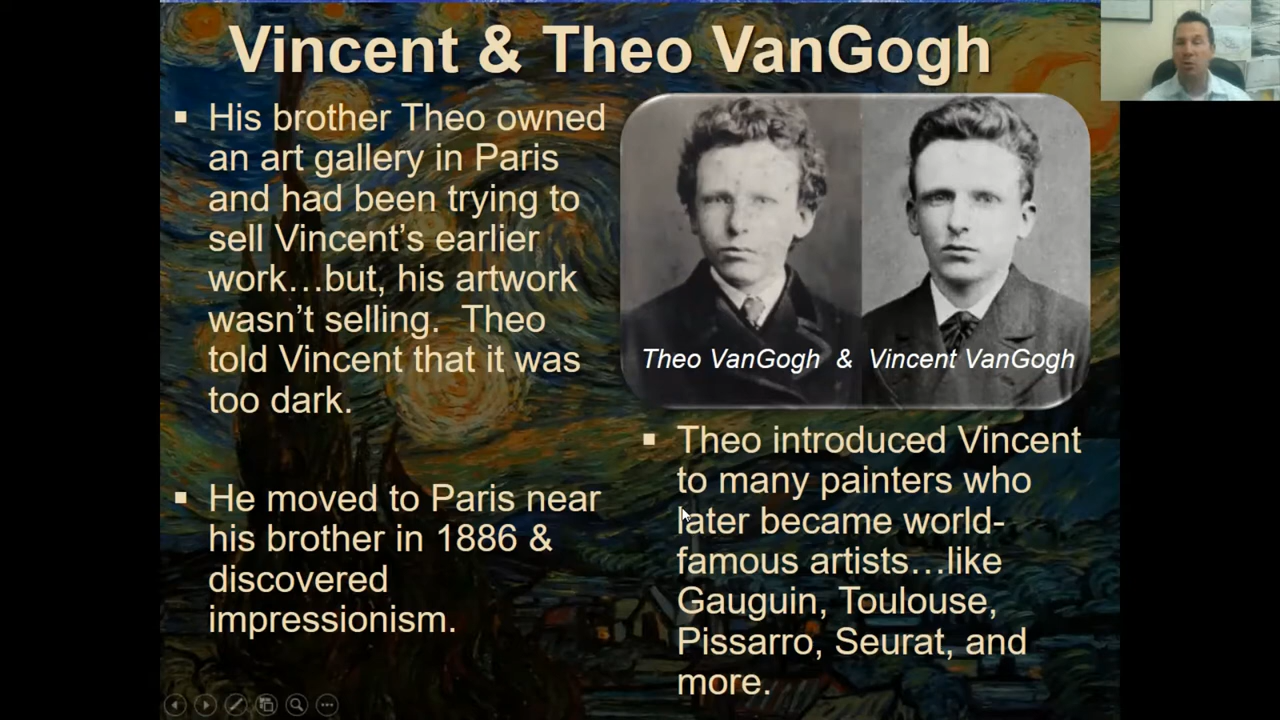 Vincent & Theo VanGogh
▪ His brother Theo owned
an art gallery in Paris
and had been trying to
sell Vincent’s earlier
work…but, his artwork
wasn’t selling.  Theo
told Vincent that it was
too dark.
▪ He moved to Paris near
his brother in 1886 &
discovered
impressionism.
Theo VanGogh & Vincent VanGogh
▪ Theo introduced Vincent
to many painters who
later became world-
famous artists…like
Gauguin, Toulouse,
Pissarro, Seurat, and
more.